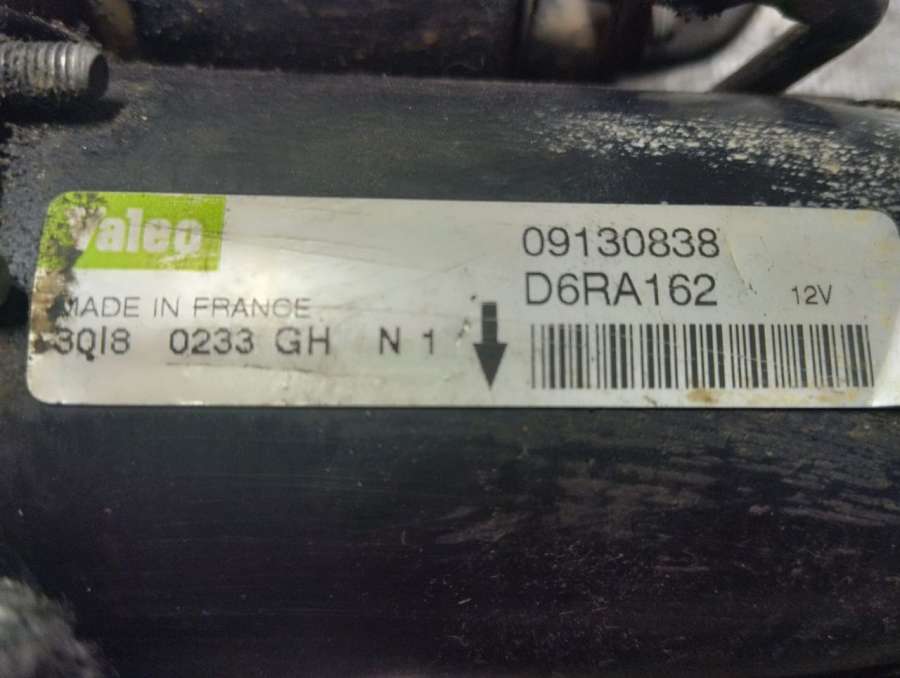 Valeo
09130838
D6RA162 12V
MADE IN FRANCE
3QI8 0233 GH N 1